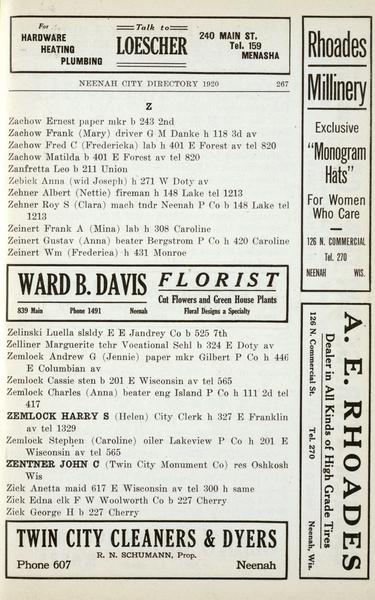 For
HARDWARE
HEATING
PLUMBING
Talk to
LOESCHER
240 MAIN ST.
Tel. 159
MENASHA
NEENAH CITY DIRECTORY 1920 267
Z
Zachow Ernest paper mkr b 243 2nd
Zachow Frank (Mary) driver G M Danke h 118 3d av
Zachow Fred C (Fredericka) lab h 401 E Forest av tel 820
Zachow Matilda b 401 E Forest av tel 820
Zanfretta Leo b 211 Union
Zebick Anna (wid Joseph) h 271 W Doty av
Zehner Albert (Nettie) fireman h 148 Lake tel 1213
Zehner Roy S (Clara) mach tndr Neenah P Co b 148 Lake tel
1213
Zeinert Frank A (Mina) lab h 308 Caroline
Zeinert Gustav (Anna) beater Bergstrom P Co h 420 Caroline
Zeinert Wm (Frederica) h 431 Monroe
WARD B. DAVIS
FLORIST
Cut Flowers and Green House Plants
839 Main Phone 1491 Neenah Floral Designs a Specialty
Zelinski Luella slsldy E E Jandrey Co b 525 7th
Zelliner Marguerite tchr Vocational Schl b 324 E Doty av
Zemlock Andrew G (Jennie) paper mkr Gilbert P Co h 446
E Columbian av
Zemlock Cassie sten b 201 E Wisconsin av tel 565
Zemlock Charles (Anna) beater eng Island P Co h 111 2d tel
417
ZEMLOCK HARRY S (Helen) City Clerk h 327 E Franklin
av tel 1329
Zemlock Stephen (Caroline) oiler Lakeview P Co h 201 E
Wisconsin av tel 565
ZENTNER JOHN C (Twin City Monument Co) res Oshkosh
Wis
Ziek Anetta maid 617 E Wisconsin av tel 300 h same
Zick Edna elk F W Woolworth Co b 227 Cherry
Zick George H b 227 Cherry
TWIN CITY CLEANERS & DYERS
R. N. SCHUMANN, Prop.
Phone 607 Neenah
Rhoades
Millinery
Exclusive
"Monogram
Hats"
For Women
Who Care
126 N. COMMERCIAL
Tel. 270
NEENAH WIS.
A. E. RHOADES
Dealer in All Kinds of High Grade Tires
126 N. Commercial St. Tel. 270 Neenah, Wis.